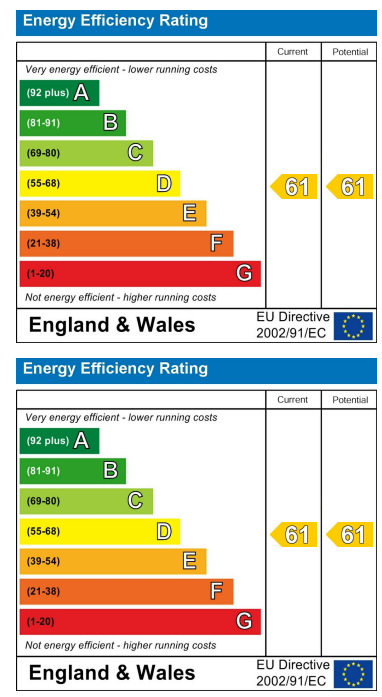 Energy Efficiency Rating
Current Potential
Very energy efficient - lower running costs
(92 plus) A
(81-91) B
(69-80) C
(55-68) D 61 61
(39-54) E
(21-38) F
(1-20) G
Not energy efficient - higher running costs
England & Wales EU Directive
2002/91/EC
Energy Efficiency Rating
Current Potential
Very energy efficient - lower running costs
(92 plus) A
(81-91) B
(69-80) C
(55-68) D 61 61
(39-54) E
(21-38) F
(1-20) G
Not energy efficient - higher running costs
England & Wales EU Directive
2002/91/EC